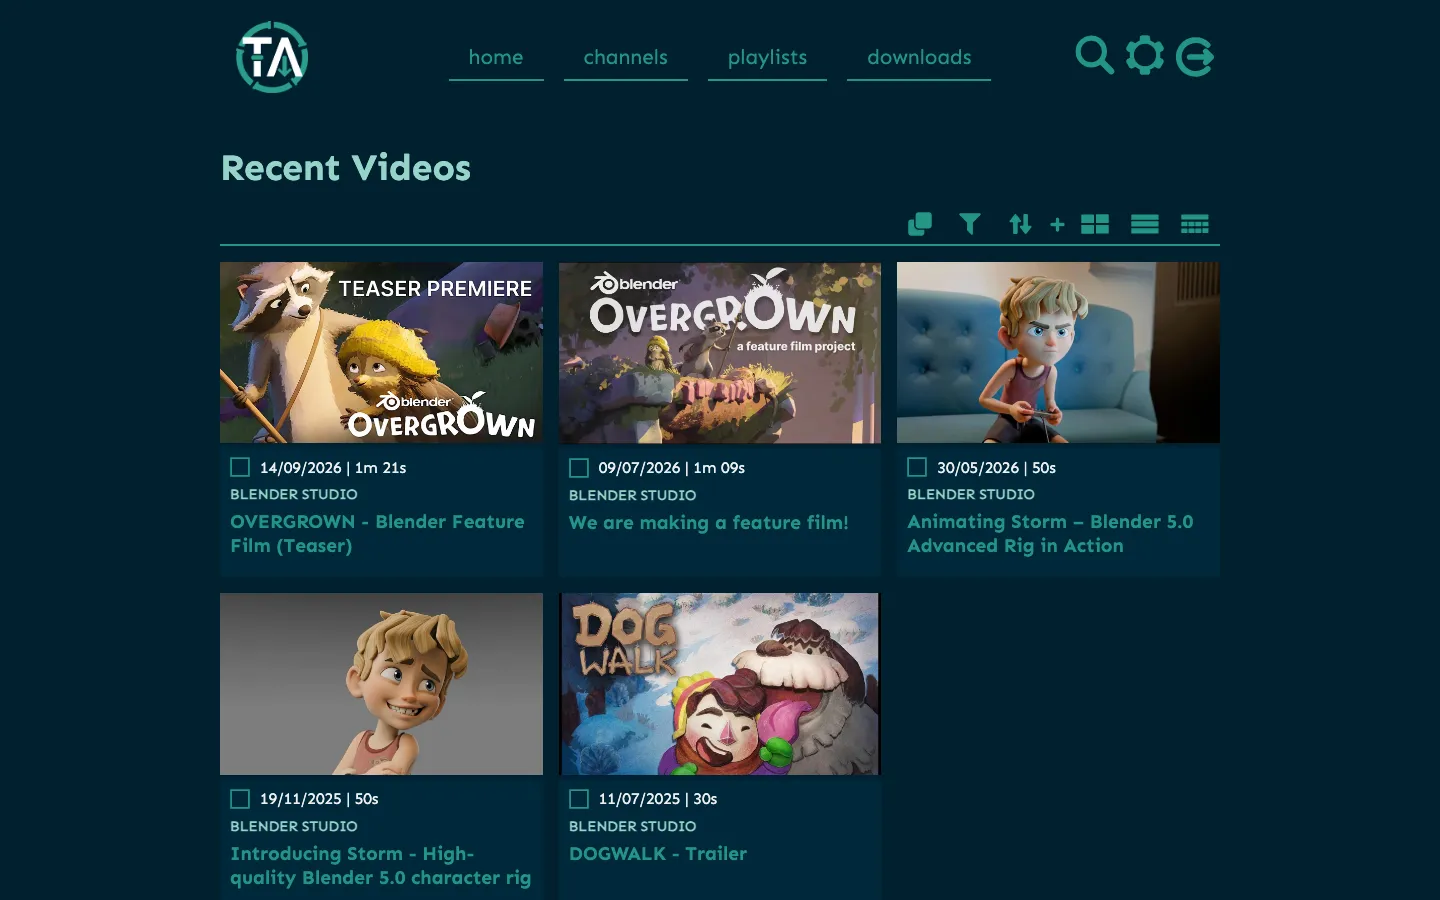 TA
home
channels
playlists
downloads
Recent Videos
TEASER PREMIERE
blender
OVERGROWN
14/09/2026 | 1m 21s
BLENDER STUDIO
OVERGROWN - Blender Feature
Film (Teaser)
blender
OVERGROWN
a feature film project
09/07/2026 | 1m 09s
BLENDER STUDIO
We are making a feature film!
30/05/2026 | 50s
BLENDER STUDIO
Animating Storm – Blender 5.0
Advanced Rig in Action
19/11/2025 | 50s
BLENDER STUDIO
Introducing Storm - High-
quality Blender 5.0 character rig
DOG
WALK
11/07/2025 | 30s
BLENDER STUDIO
DOGWALK - Trailer